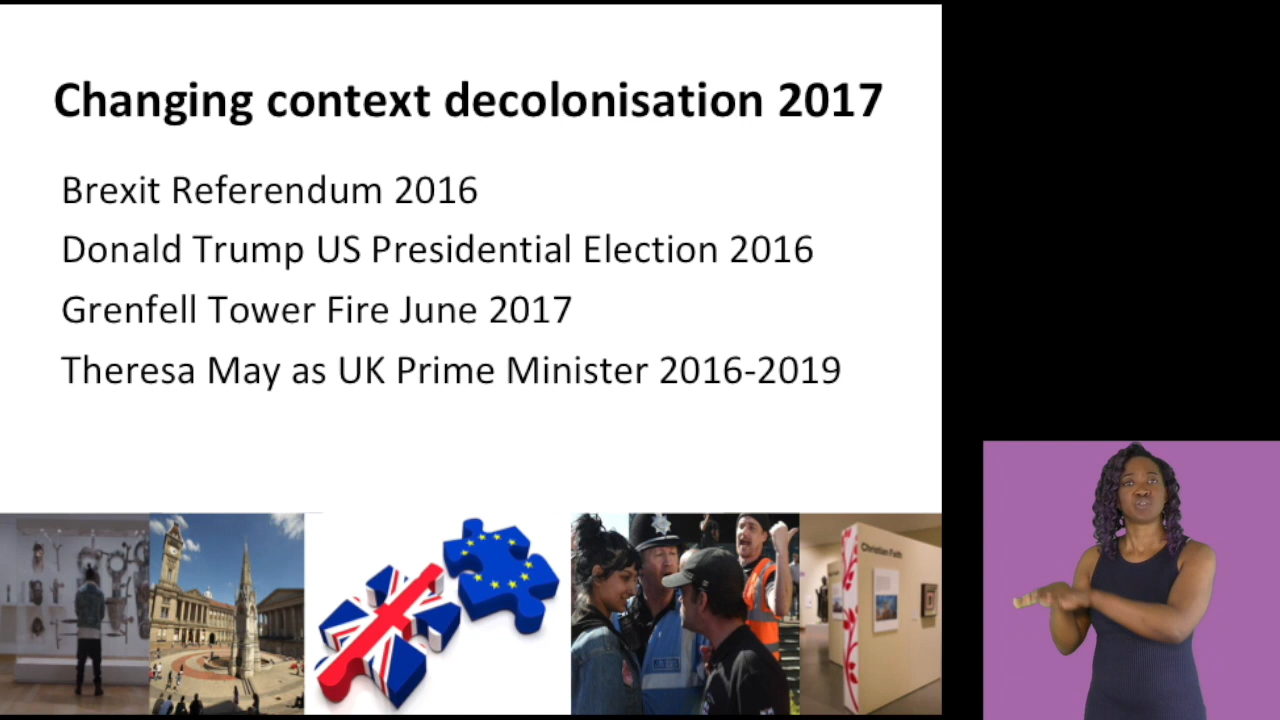 Changing context decolonisation 2017
Brexit Referendum 2016
Donald Trump US Presidential Election 2016
Grenfell Tower Fire June 2017
Theresa May as UK Prime Minister 2016-2019
Christian Faith